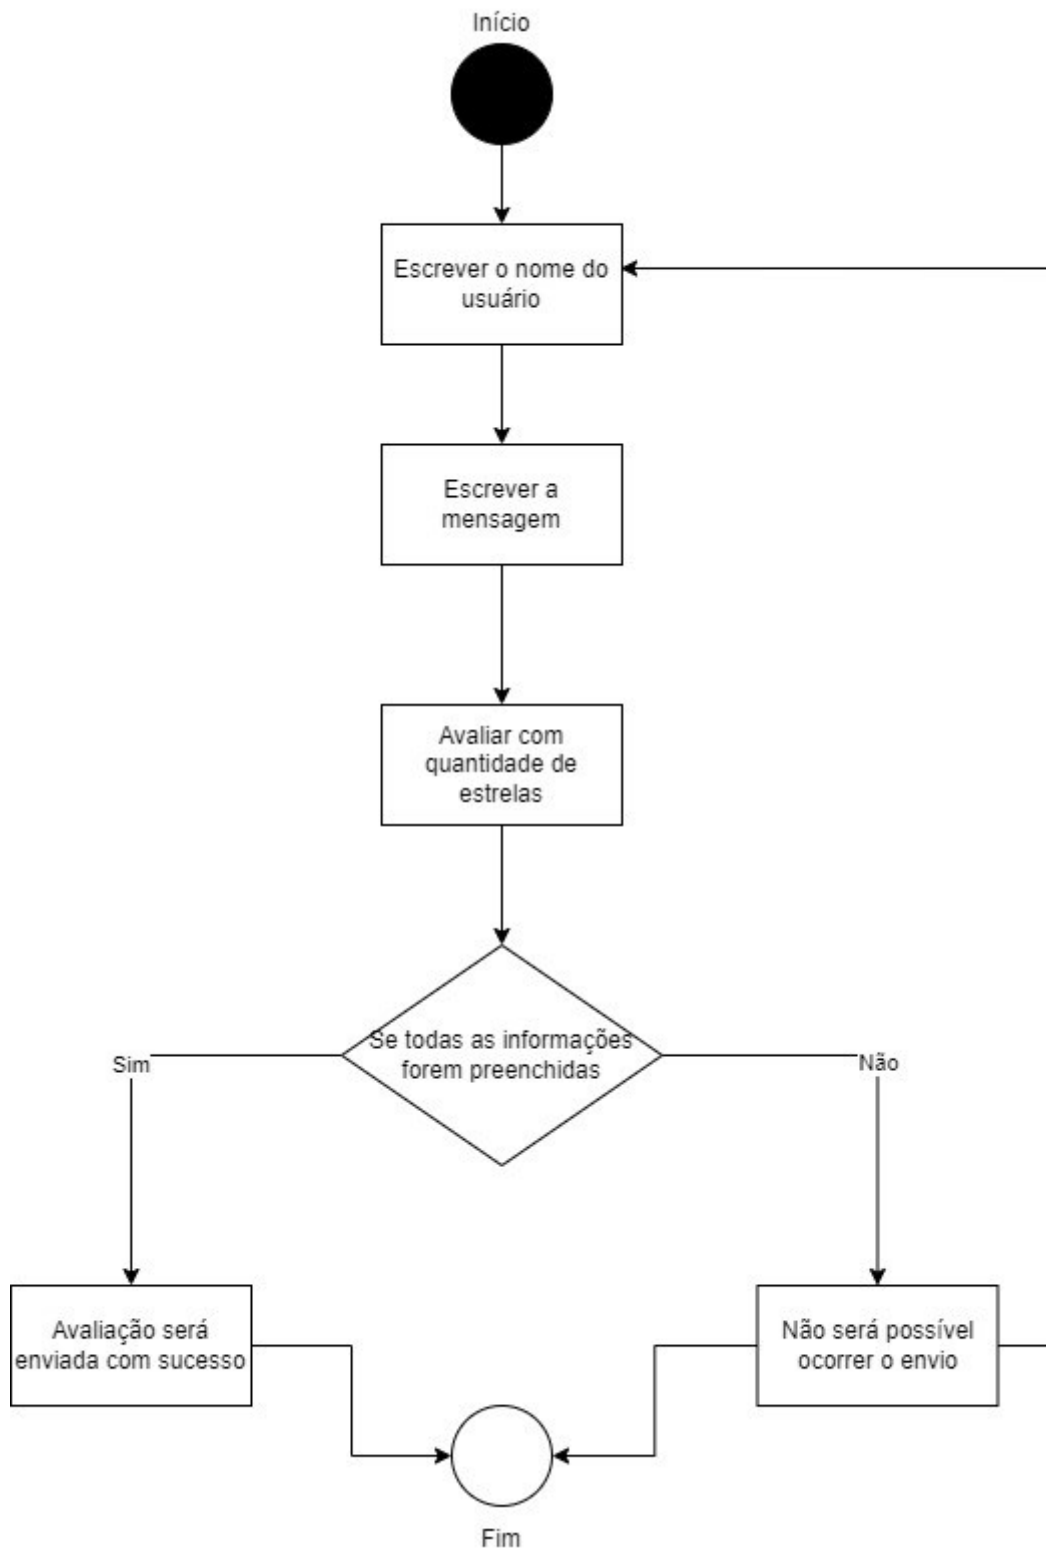 Início
Escrever o nome do
usuário
Escrever a
mensagem
Avaliar com
quantidade de
estrelas
Se todas as informações
forem preenchidas
Sim
Não
Avaliação será
enviada com sucesso
Não será possível
ocorrer o envio
Fim